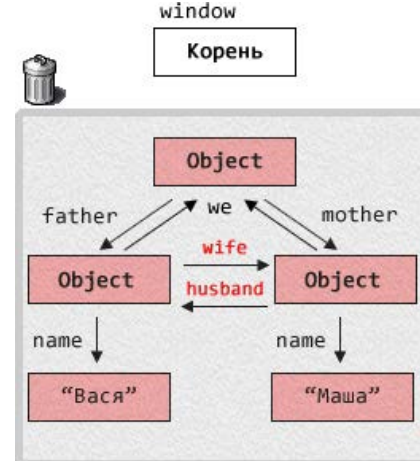 window
Корень
Object
father
we
mother
wife
Object
husband
Object
name
name
“Вася”
“Маша”